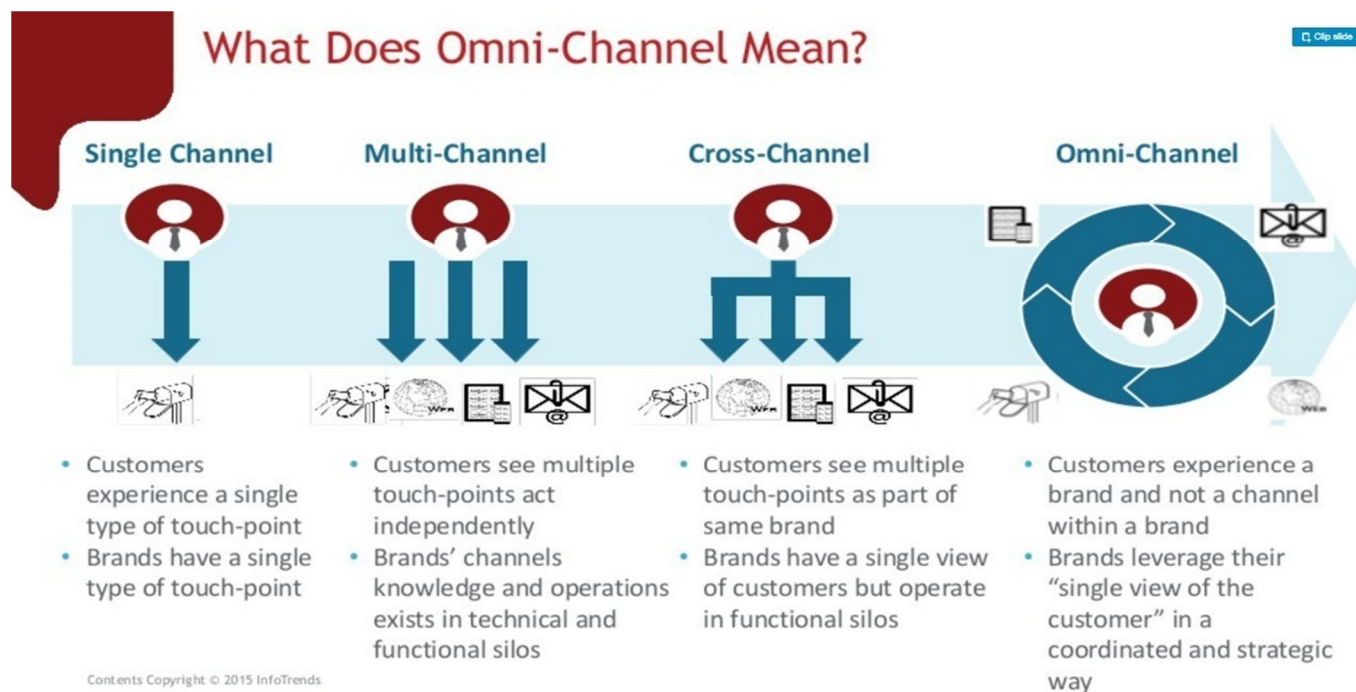 What Does Omni-Channel Mean?
Clip slide
Single Channel
Multi-Channel
Cross-Channel
Omni-Channel
WEB
@
WEB
@
@
WEB
Customers
experience a single
type of touch-point
Brands have a single
type of touch-point
Customers see multiple
touch-points act
independently
Brands’ channels
knowledge and operations
exists in technical and
functional silos
Customers see multiple
touch-points as part of
same brand
Brands have a single view
of customers but operate
in functional silos
Customers experience a
brand and not a channel
within a brand
Brands leverage their
“single view of the
customer” in a
coordinated and strategic
way
Contents Copyright © 2015 InfoTrends